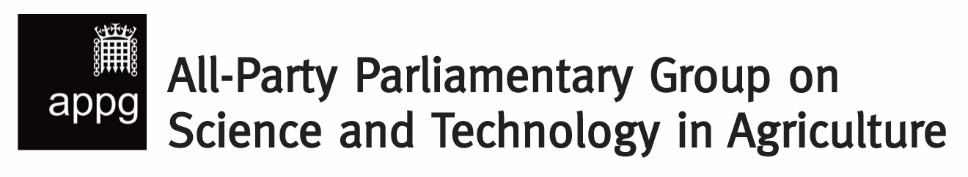 appg
All-Party Parliamentary Group on
Science and Technology in Agriculture